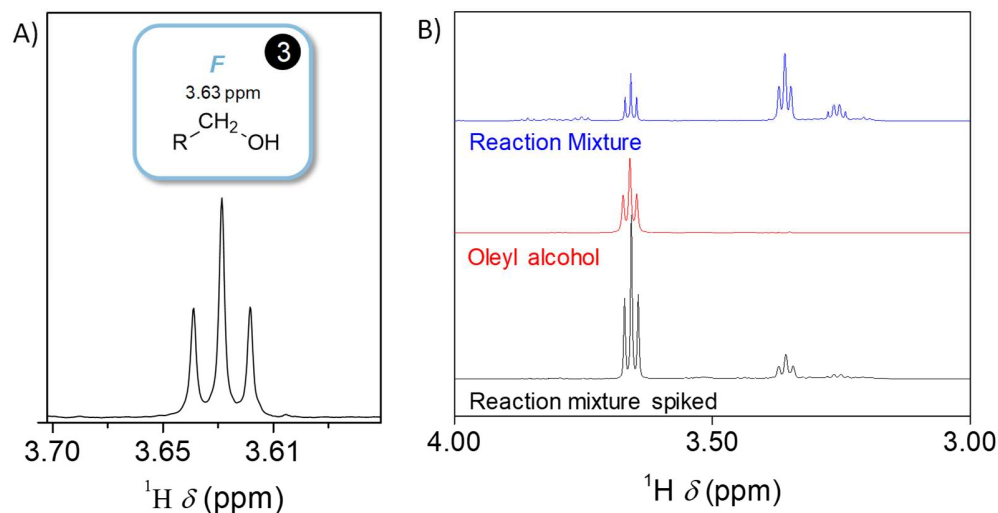 A)
3
F
3.63 ppm
CH2
R OH
3.70 3.65 3.61
1H δ (ppm)
B)
Reaction Mixture
Oleyl alcohol
Reaction mixture spiked
4.00 3.50 3.00
1H δ (ppm)